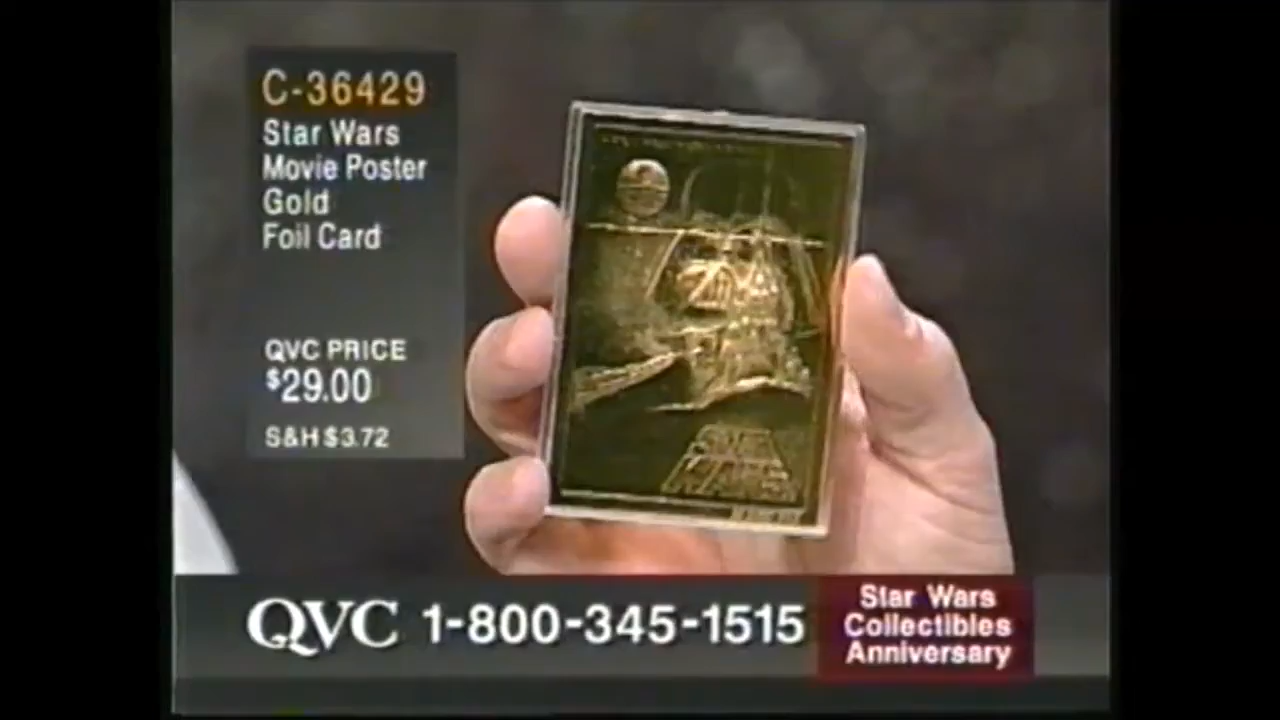 C-36429
Star Wars
Movie Poster
Gold
Foil Card
QVC PRICE
$29.00
S&H $3.72
STAR
WARS
QVC 1-800-345-1515
Star Wars
Collectibles
Anniversary